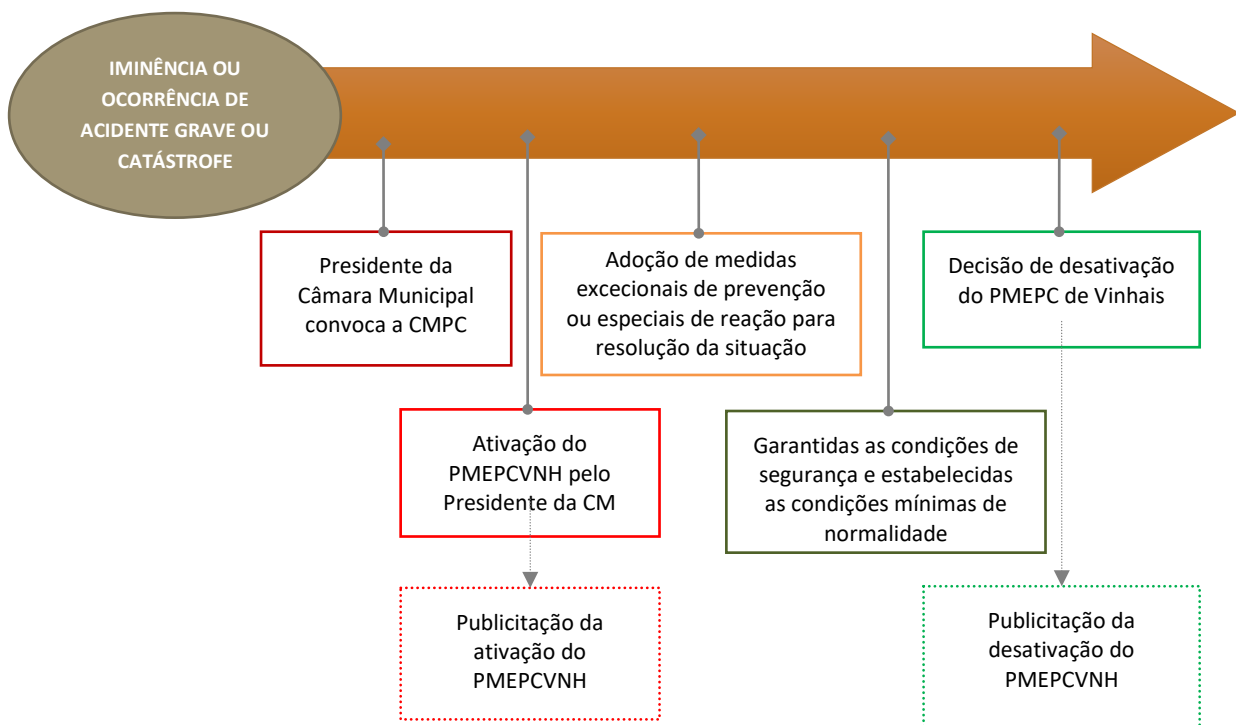 IMINÊNCIA OU
OCORRÊNCIA DE
ACIDENTE GRAVE OU
CATÁSTROFE
Presidente da
Câmara Municipal
convoca a CMPC
Adoção de medidas
excecionais de prevenção
ou especiais de reação para
resolução da situação
Decisão de desativação
do PMEPC de Vinhais
Ativação do
PMEPCVNH pelo
Presidente da CM
Garantidas as condições de
segurança e estabelecidas
as condições mínimas de
normalidade
Publicitação da
ativação do
PMEPCVNH
Publicitação da
desativação do
PMEPCVNH